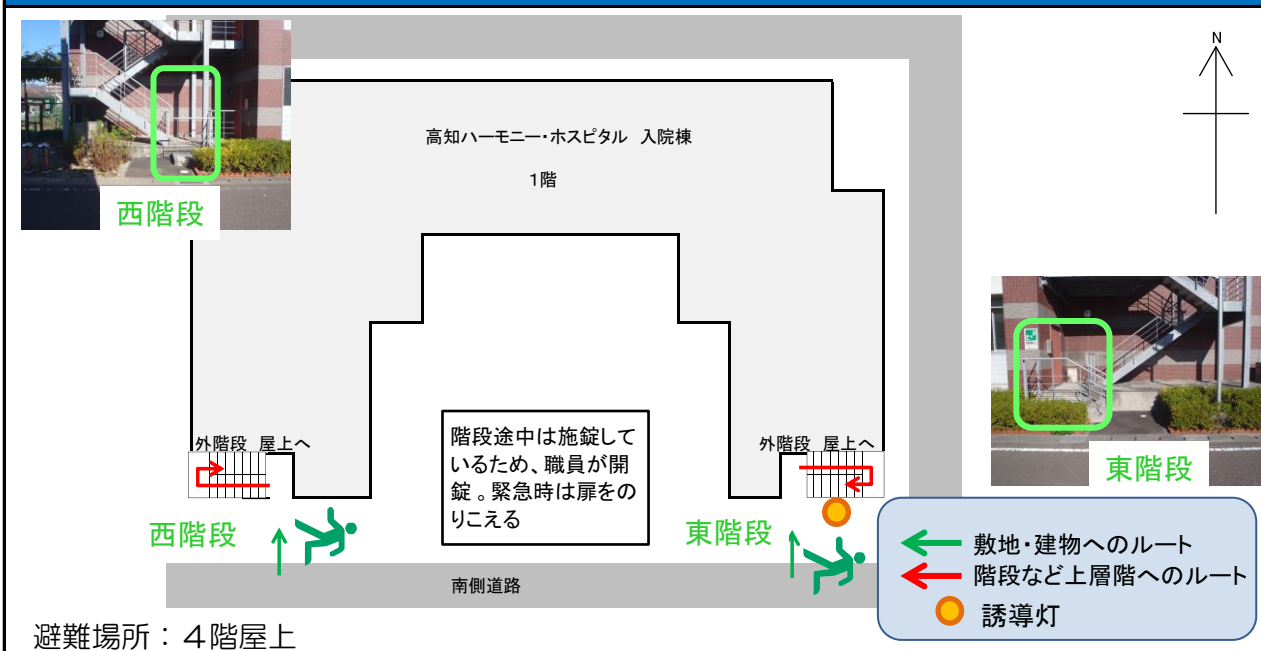 N
高知ハーモニー・ホスピタル 入院棟
1階
西階段
外階段 屋上へ
階段途中は施錠して
いるため、職員が開
錠。緊急時は扉をの
りこえる
外階段 屋上へ
東階段
西階段
東階段
敷地・建物へのルート
階段など上層階へのルート
誘導灯
南側道路
避難場所：４階屋上